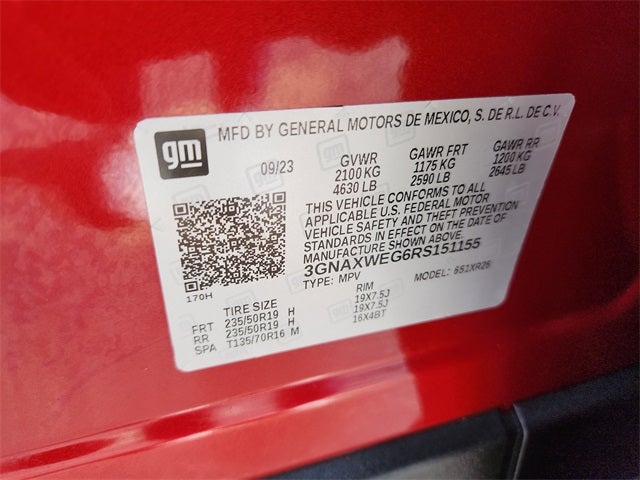 gm
MFD BY GENERAL MOTORS DE MEXICO, S. DE R.L. DE C.V.
09/23 GVWR GAWR FRT GAWR RR
2100 KG 1175 KG 1200 KG
4630 LB 2590 LB 2645 LB
THIS VEHICLE CONFORMS TO ALL
APPLICABLE U.S. FEDERAL MOTOR
VEHICLE SAFETY AND THEFT PREVENTION
STANDARDS IN EFFECT ON THE DATE OF
MANUFACTURE SHOWN ABOVE.
3GNAXWEG6RS151155
TYPE: MPV MODEL: 6S1XR26
170H
TIRE SIZE RIM
FRT 235/50R19 H 19X7.5J
RR 235/50R19 H 19X7.5J
SPA T135/70R16 M 16X4BT